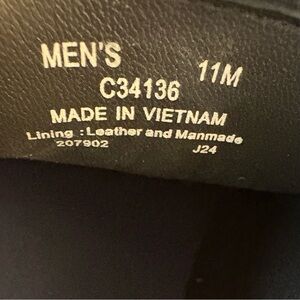 MEN'S 11M
C34136
MADE IN VIETNAM
Lining : Leather and Manmade
207902 J24